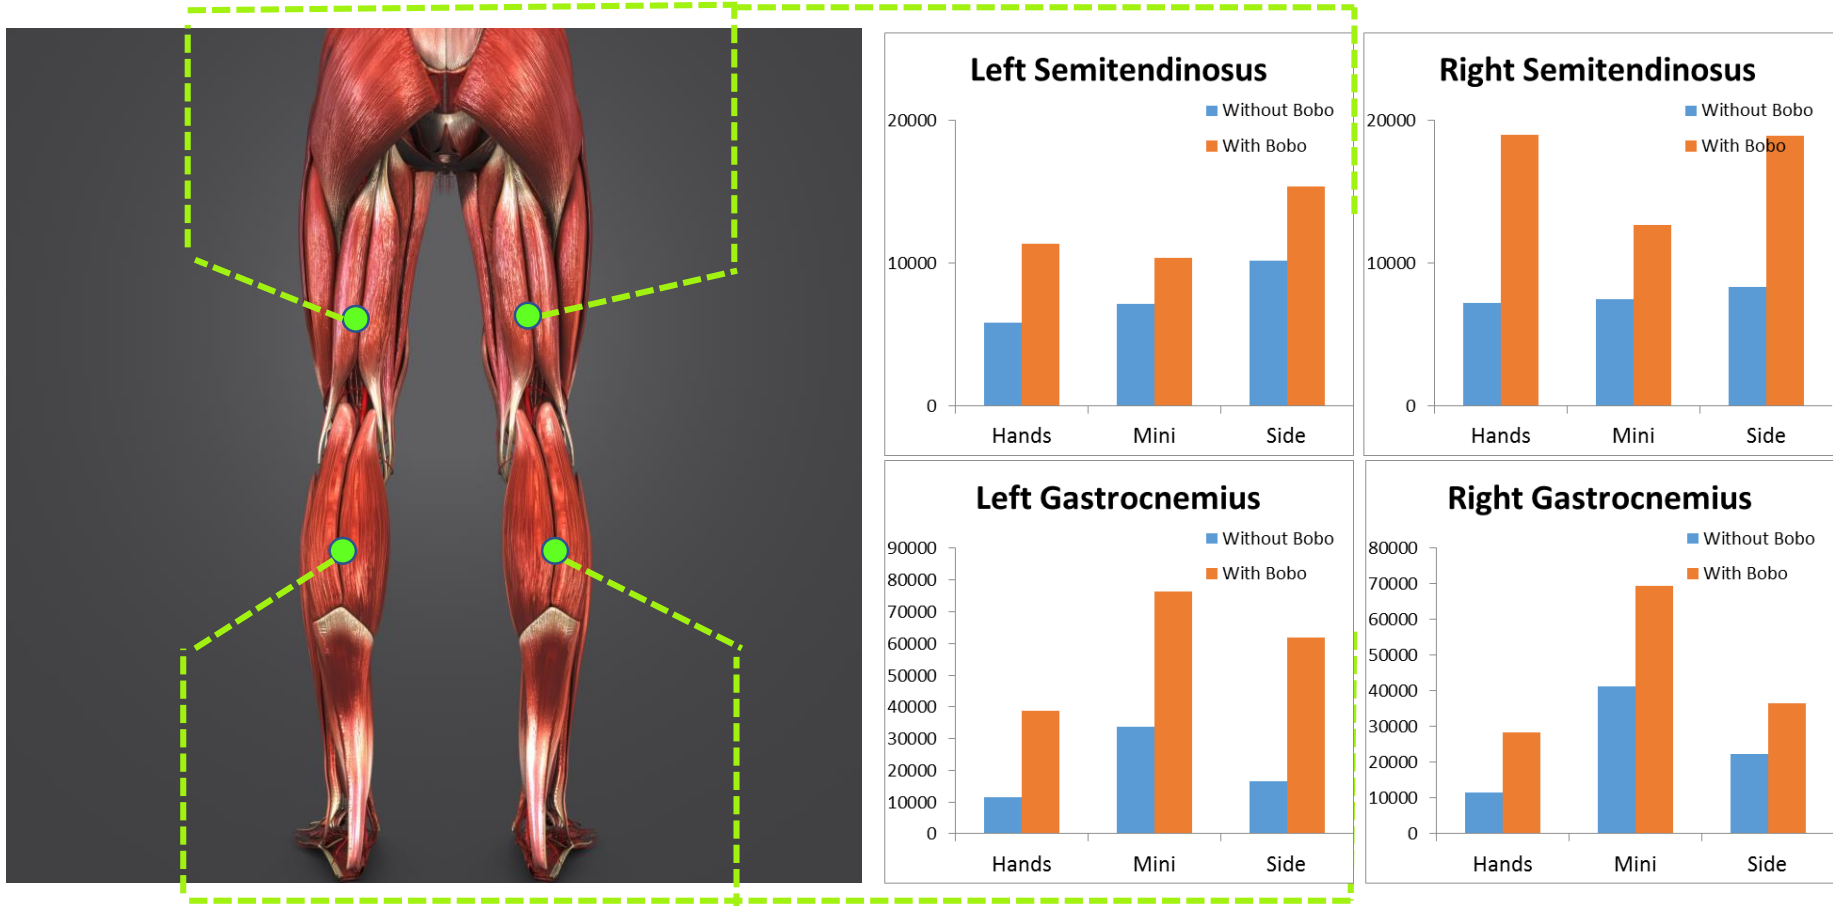 Left Semitendinosus
Without Bobo
With Bobo
20000
10000
0
Hands Mini Side
Right Semitendinosus
Without Bobo
With Bobo
20000
10000
0
Hands Mini Side
Left Gastrocnemius
Without Bobo
With Bobo
90000
80000
70000
60000
50000
40000
30000
20000
10000
0
Hands Mini Side
Right Gastrocnemius
Without Bobo
With Bobo
80000
70000
60000
50000
40000
30000
20000
10000
0
Hands Mini Side